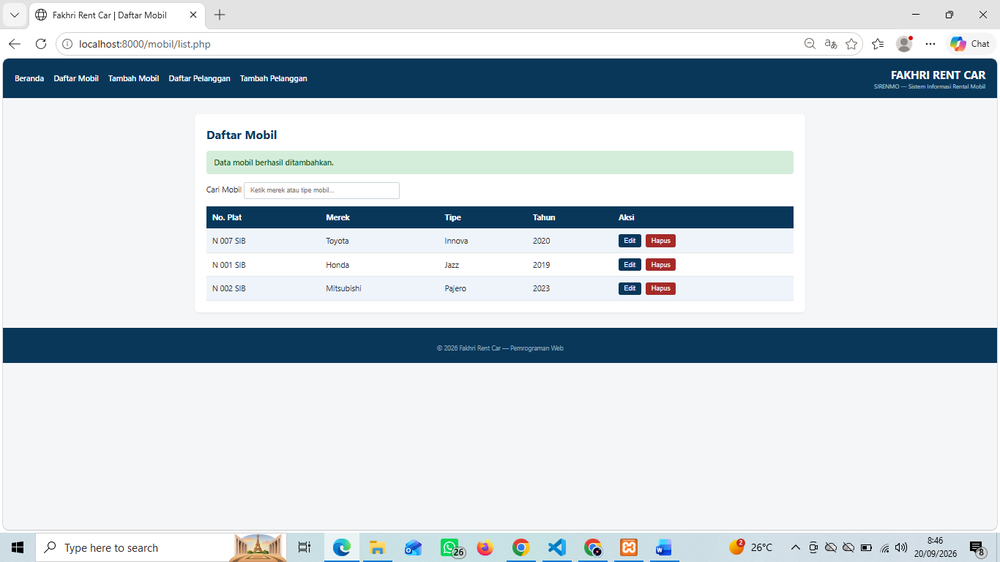 Fakhri Rent Car | Daftar Mobil
localhost:8000/mobil/list.php
Chat
Beranda Daftar Mobil Tambah Mobil Daftar Pelanggan Tambah Pelanggan
FAKHRI RENT CAR
SIRENMO — Sistem Informasi Rental Mobil
Daftar Mobil
Data mobil berhasil ditambahkan.
Cari Mobil Ketik merek atau tipe mobil...
No. Plat Merek Tipe Tahun Aksi
N 007 SIB Toyota Innova 2020 Edit Hapus
N 001 SIB Honda Jazz 2019 Edit Hapus
N 002 SIB Mitsubishi Pajero 2023 Edit Hapus
© 2026 Fakhri Rent Car — Pemrograman Web
Type here to search
26
2
26°C
8:46
20/09/2026
8